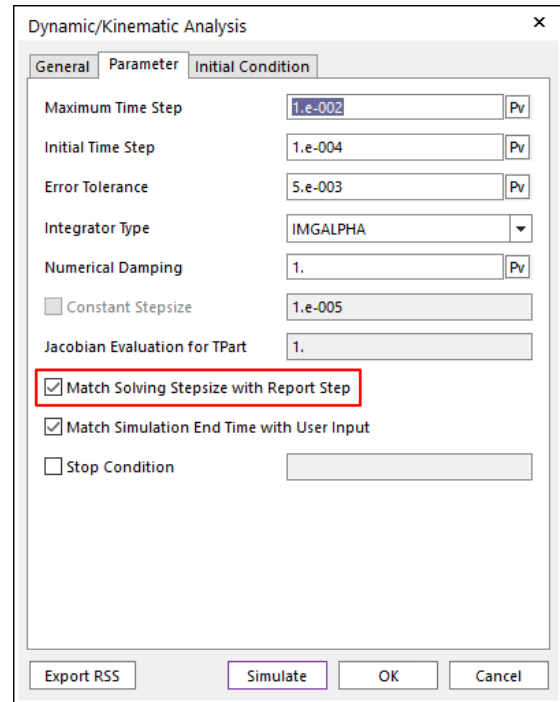 Dynamic/Kinematic Analysis
General Parameter Initial Condition
Maximum Time Step 1.e-002 Pv
Initial Time Step 1.e-004 Pv
Error Tolerance 5.e-003 Pv
Integrator Type IMGALPHA
Numerical Damping 1. Pv
Constant Stepsize 1.e-005
Jacobian Evaluation for TPart 1.
Match Solving Stepsize with Report Step
Match Simulation End Time with User Input
Stop Condition
Export RSS Simulate OK Cancel